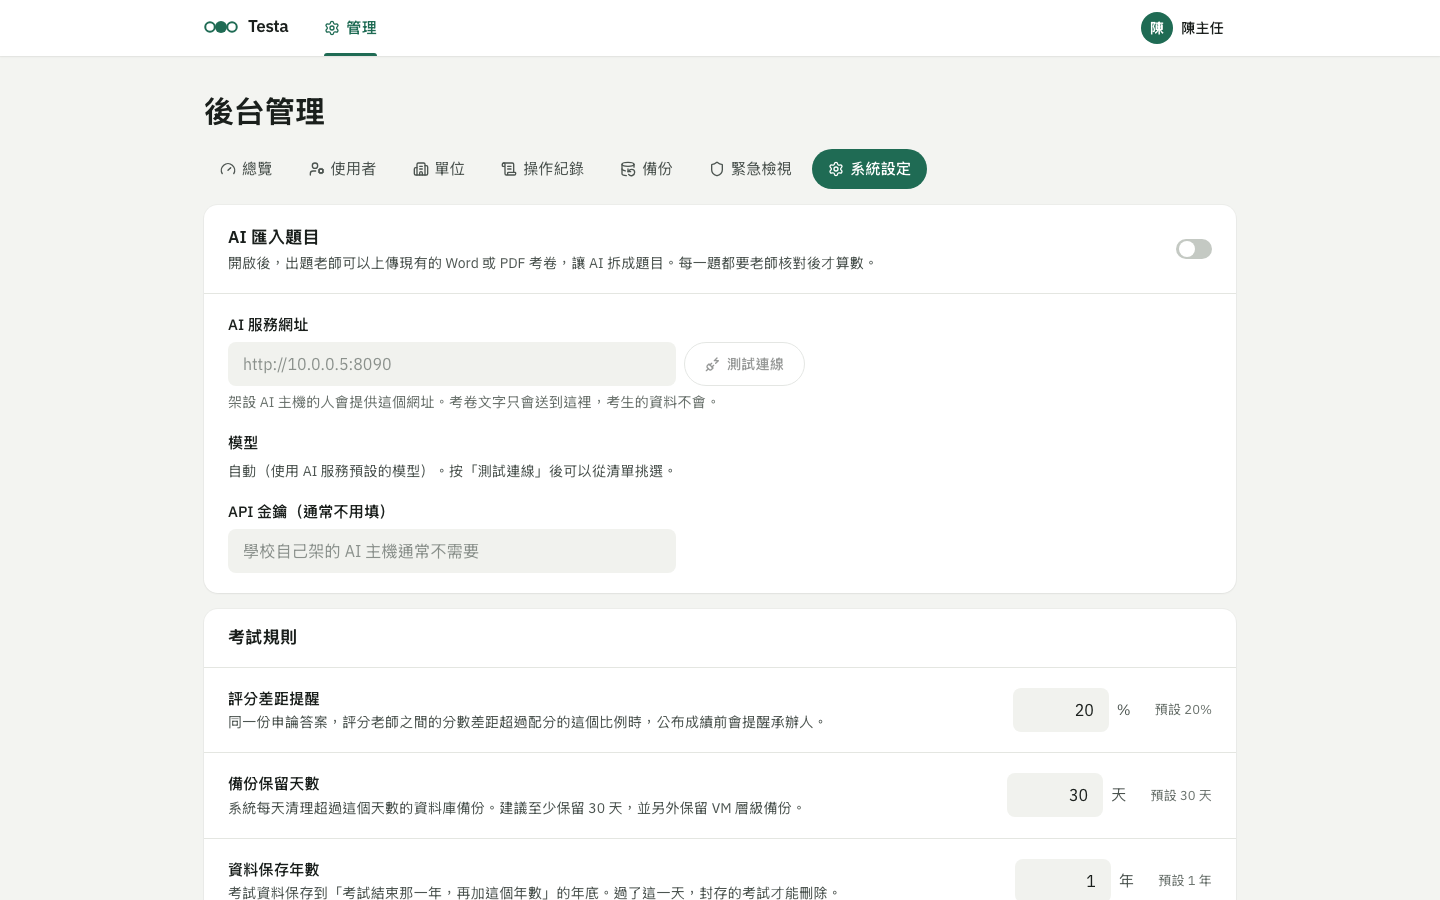 Testa
管理
陳
陳主任
後台管理
總覽
使用者
單位
操作紀錄
備份
緊急檢視
系統設定
AI 匯入題目
開啟後，出題老師可以上傳現有的 Word 或 PDF 考卷，讓 AI 拆成題目。每一題都要老師核對後才算數。
AI 服務網址
http://10.0.0.5:8090
測試連線
架設 AI 主機的人會提供這個網址。考卷文字只會送到這裡，考生的資料不會。
模型
自動（使用 AI 服務預設的模型）。按「測試連線」後可以從清單挑選。
API 金鑰（通常不用填）
學校自己架的 AI 主機通常不需要
考試規則
評分差距提醒
同一份申論答案，評分老師之間的分數差距超過配分的這個比例時，公布成績前會提醒承辦人。
20 %
預設 20%
備份保留天數
系統每天清理超過這個天數的資料庫備份。建議至少保留 30 天，並另外保留 VM 層級備份。
30 天
預設 30 天
資料保存年數
考試資料保存到「考試結束那一年，再加這個年數」的年底。過了這一天，封存的考試才能刪除。
1 年
預設 1 年